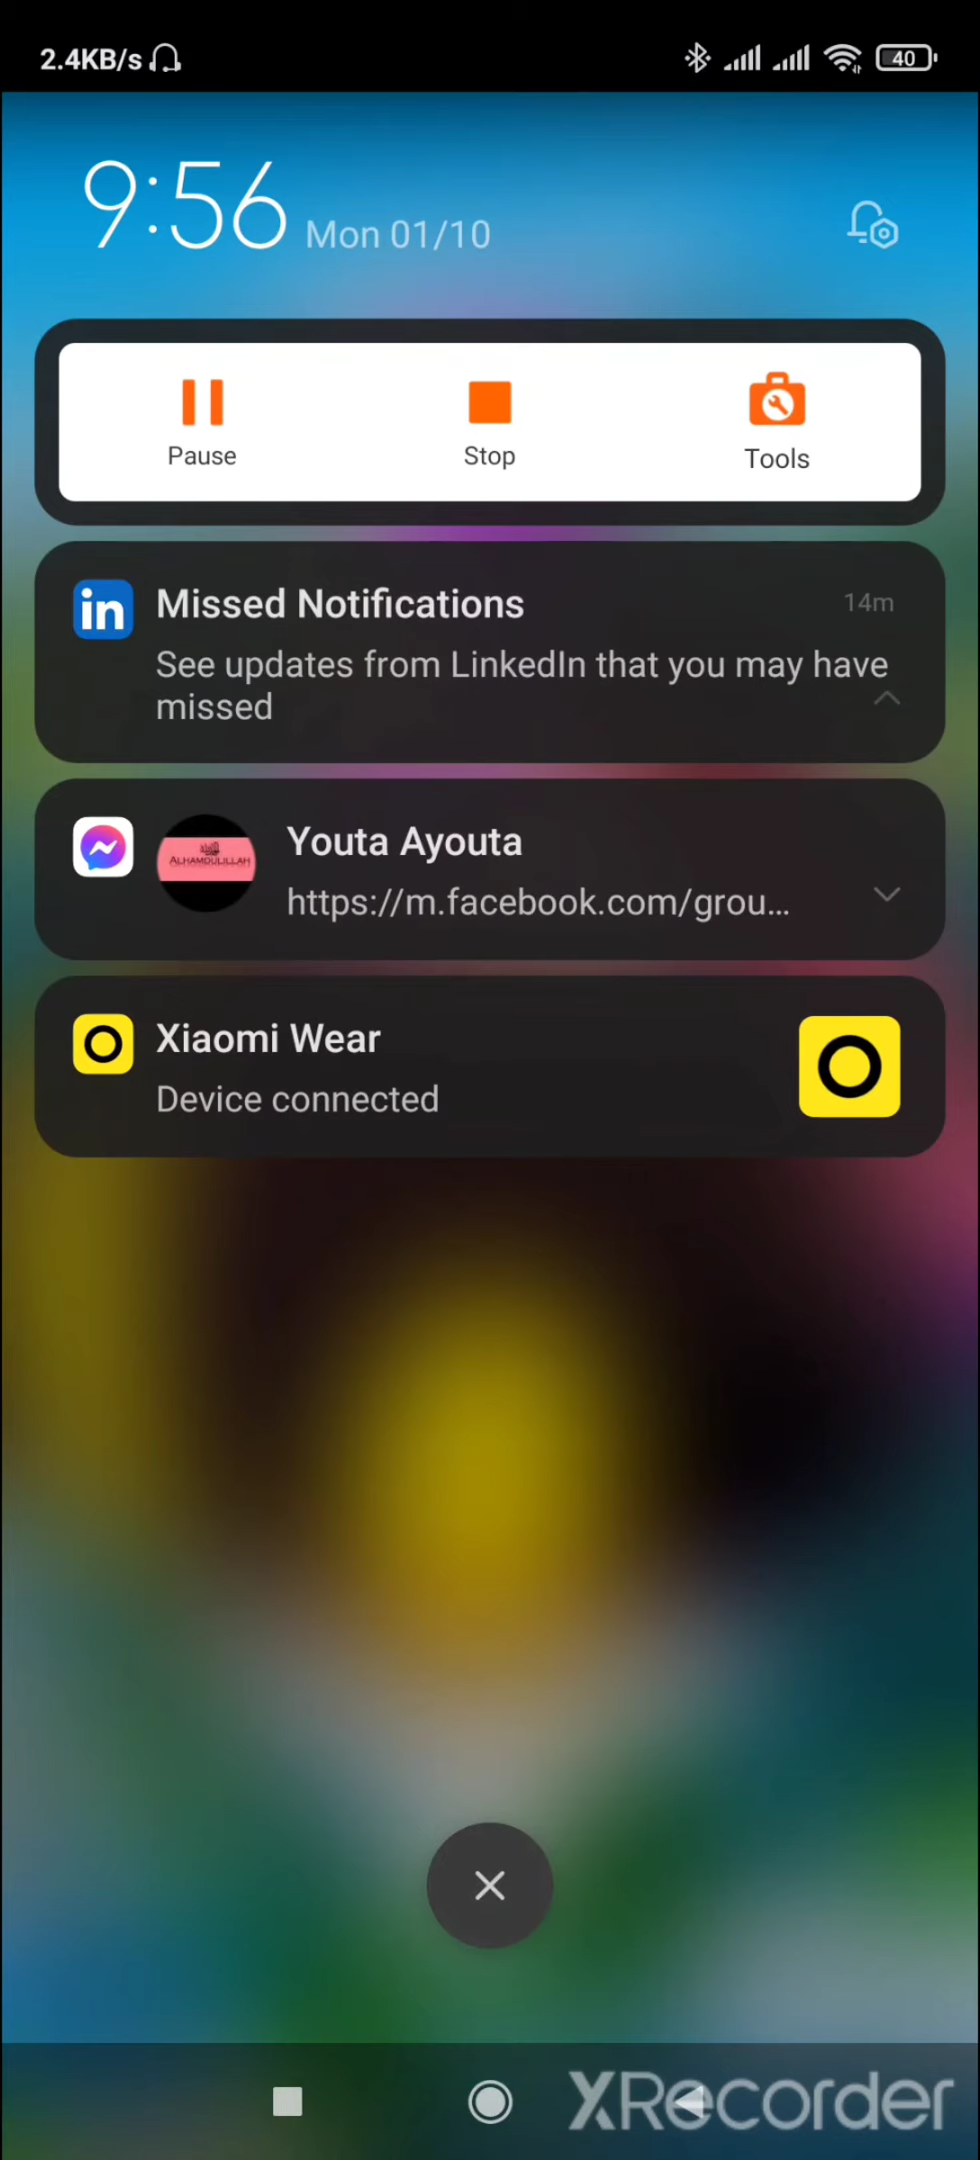 2.4KB/s
40
9:56 Mon 01/10
Pause Stop Tools
in Missed Notifications 14m
See updates from LinkedIn that you may have
missed
ALHAMDULILLAH
Youta Ayouta
https://m.facebook.com/grou...
Xiaomi Wear
Device connected
XRecorder